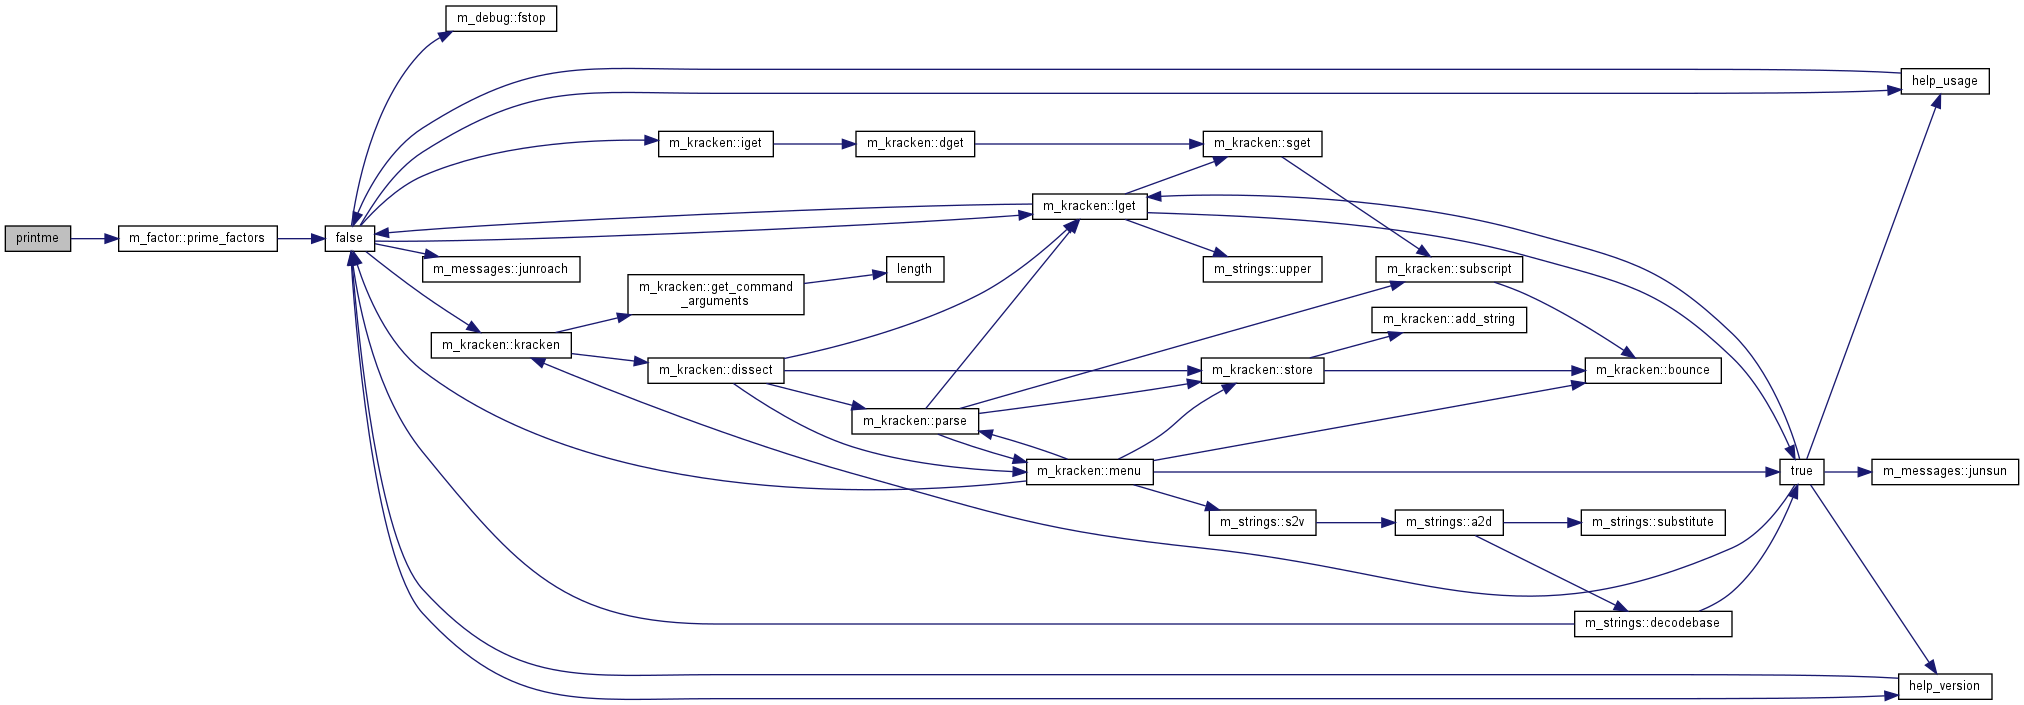 m_debug::fstop
help_usage
m_kracken::iget
m_kracken::dget
m_kracken::sget
m_kracken::lget
printme
m_factor::prime_factors
false
m_messages::junroach
m_kracken::get_command
_arguments
length
m_strings::upper
m_kracken::subscript
m_kracken::add_string
m_kracken::kracken
m_kracken::dissect
m_kracken::store
m_kracken::bounce
m_kracken::parse
m_kracken::menu
true
m_messages::junsun
m_strings::s2v
m_strings::a2d
m_strings::substitute
m_strings::decodebase
help_version